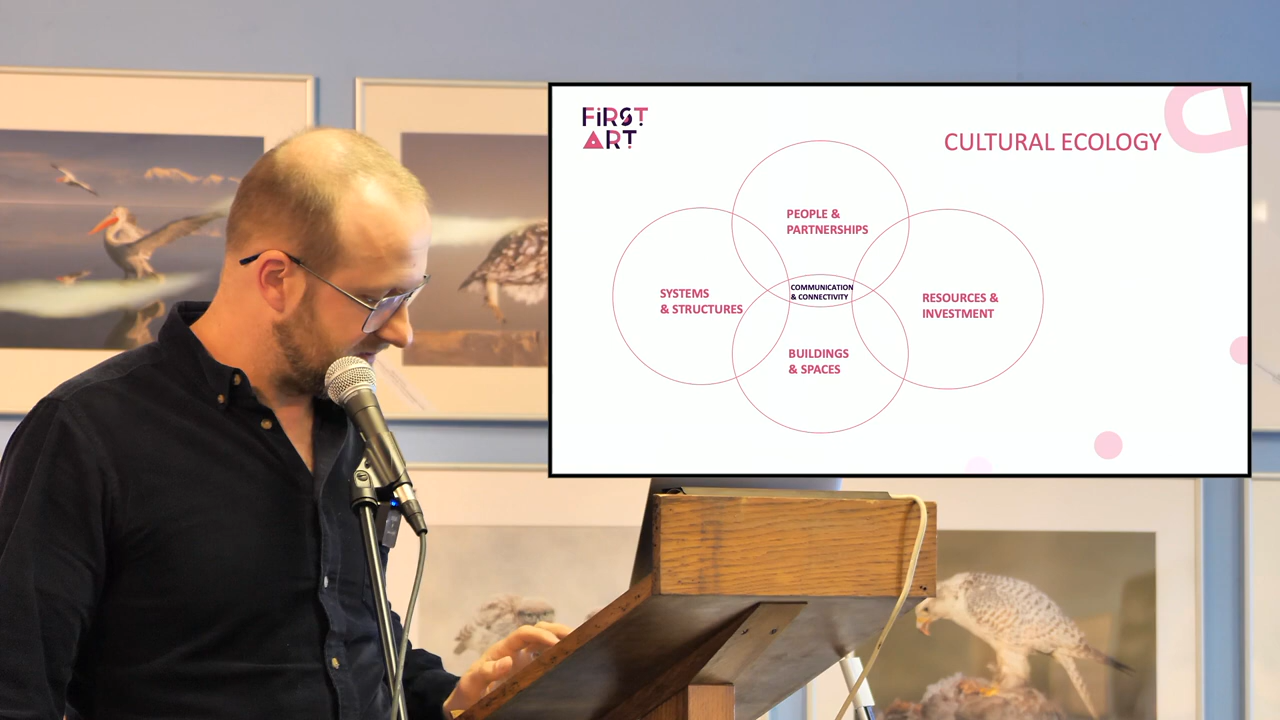 FiRST
ART
CULTURAL ECOLOGY
PEOPLE &
PARTNERSHIPS
SYSTEMS
& STRUCTURES
COMMUNICATION
& CONNECTIVITY
RESOURCES &
INVESTMENT
BUILDINGS
& SPACES